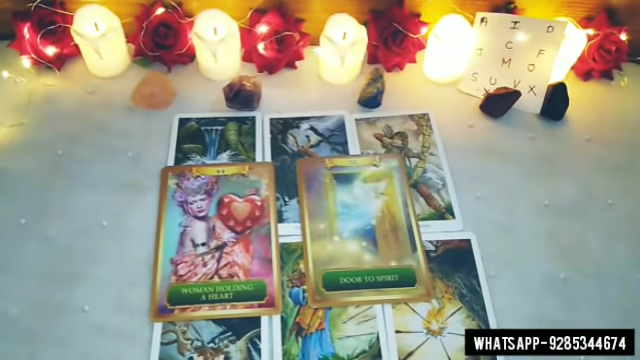 A I D
C
J F
M O
S U V X
44
WOMAN HOLDING
A HEART
DOOR TO SPIRIT
WHATSAPP-9285344674